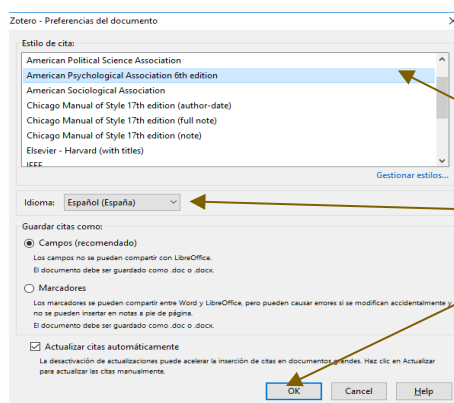 Zotero - Preferencias del documento
Estilo de cita:
American Political Science Association
American Psychological Association 6th edition
American Sociological Association
Chicago Manual of Style 17th edition (author-date)
Chicago Manual of Style 17th edition (full note)
Chicago Manual of Style 17th edition (note)
Elsevier - Harvard (with titles)
IEEE
Gestionar estilos...
Idioma: Español (España)
Guardar citas como:
Campos (recomendado)
Los campos no se pueden compartir con LibreOffice.
El documento debe ser guardado como .doc o .docx.
Marcadores
Los marcadores se pueden compartir entre Word y LibreOffice, pero pueden causar errores si se modifican accidentalmente y
no se pueden insertar en notas a pie de página.
El documento debe ser guardado como .doc o .docx.
Actualizar citas automáticamente
La desactivación de actualizaciones puede acelerar la inserción de citas en documentos grandes. Haz clic en Actualizar
para actualizar las citas manualmente.
OK Cancel Help